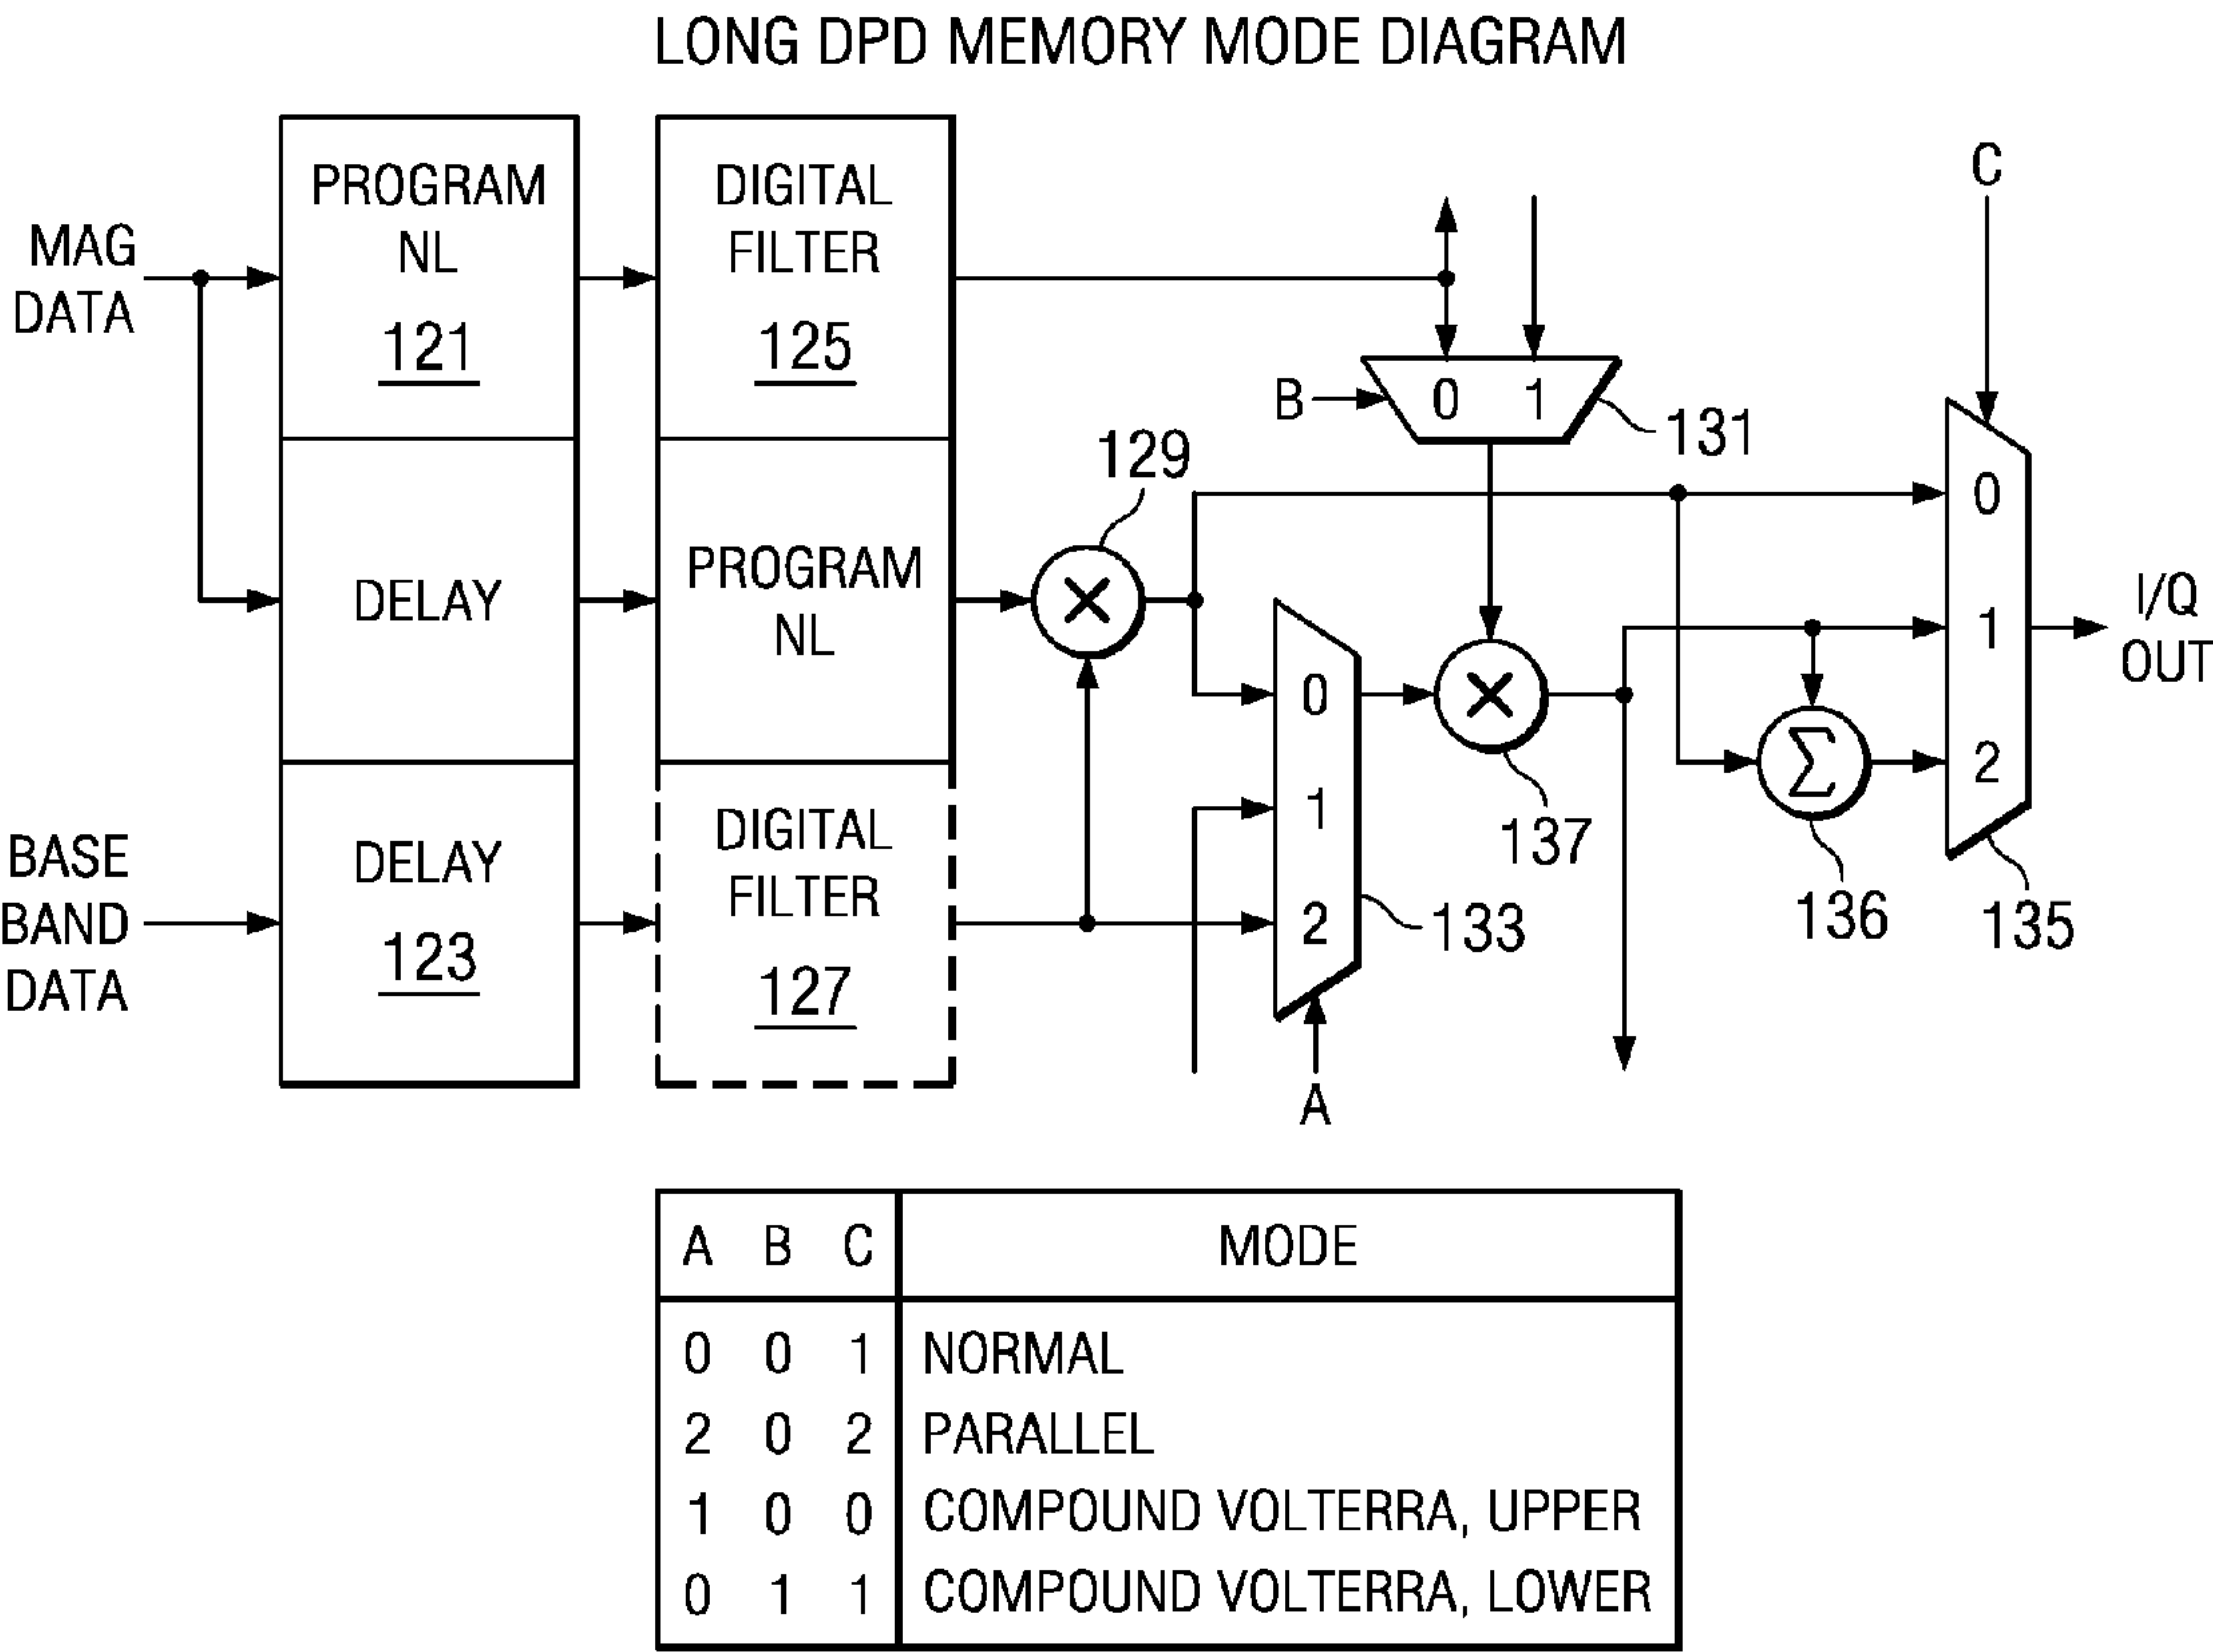 LONG DPD MEMORY MODE DIAGRAM
MAG
DATA
PROGRAM
NL
121
DELAY
BASE
BAND
DATA
DELAY
123
DIGITAL
FILTER
125
PROGRAM
NL
DIGITAL
FILTER
127
129
B
0 1
131
0
1
2
133
A
137
C
0
1
2
135
Σ
136
I/Q
OUT
A B C MODE
0 0 1 NORMAL
2 0 2 PARALLEL
1 0 0 COMPOUND VOLTERRA, UPPER
0 1 1 COMPOUND VOLTERRA, LOWER